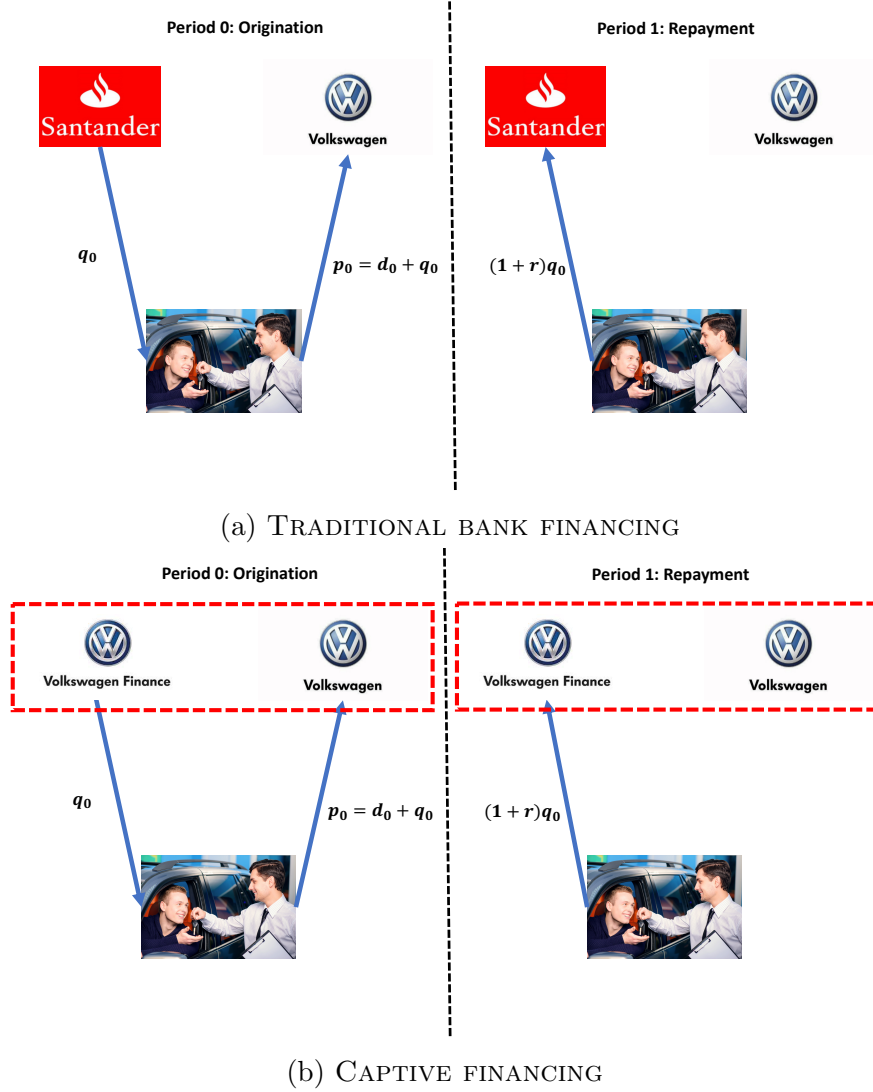 Period 0: Origination
Period 1: Repayment
Santander
Volkswagen
Santander
Volkswagen
q₀
p₀ = d₀ + q₀
(1 + r)q₀
(a) Traditional bank financing
Period 0: Origination
Period 1: Repayment
Volkswagen Finance
Volkswagen
Volkswagen Finance
Volkswagen
q₀
p₀ = d₀ + q₀
(1 + r)q₀
(b) Captive financing